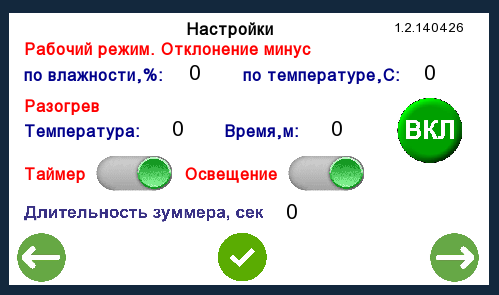 Настройки 1.2.140426
Рабочий режим. Отклонение минус
по влажности,%: 0 по температуре,С: 0
Разогрев
Температура: 0 Время,м: 0 ВКЛ
Таймер Освещение
Длительность зуммера, сек 0